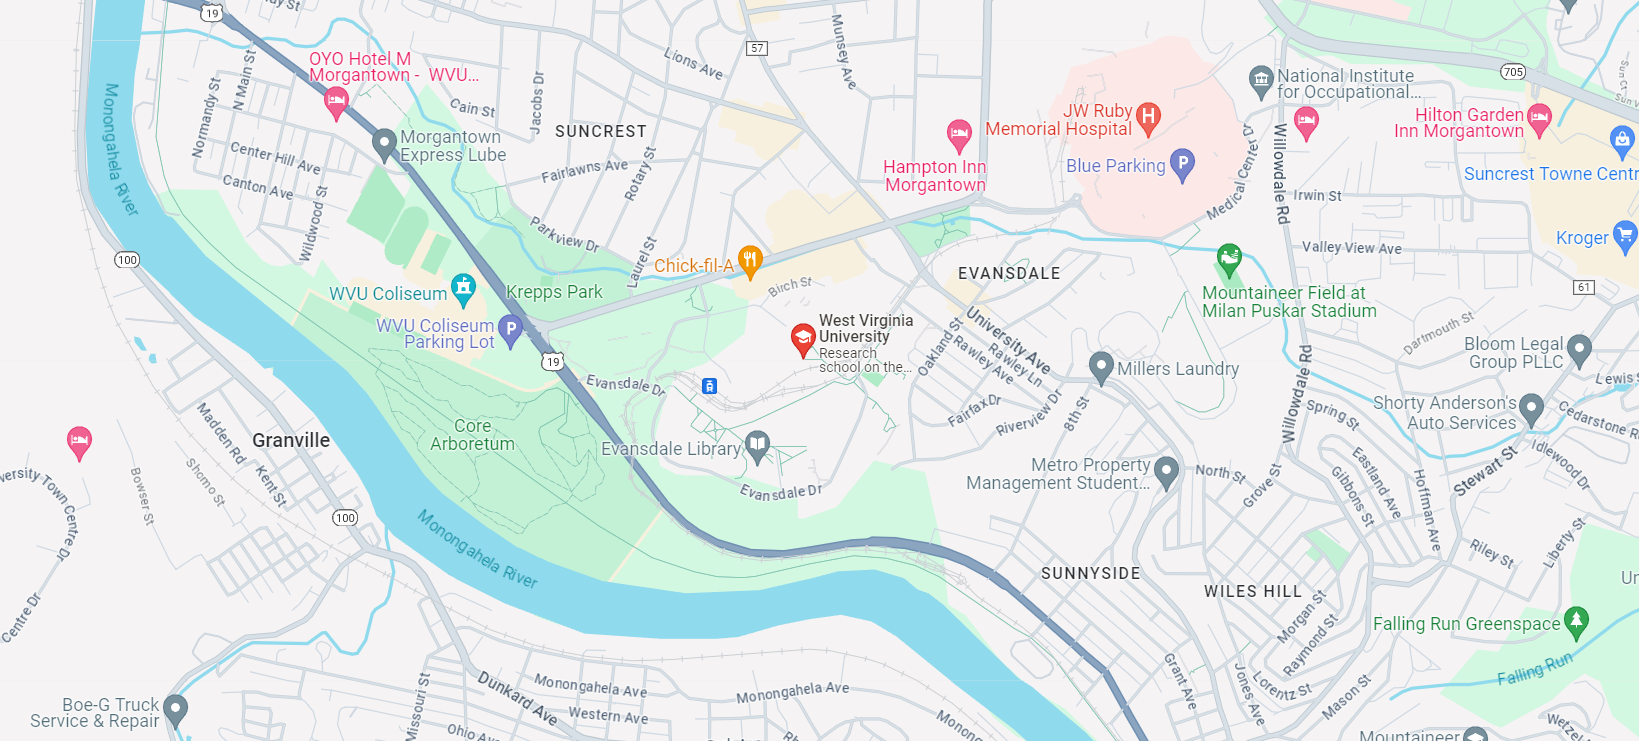 19
57
705
OYO Hotel M
Morgantown - WVU...
Lions Ave
Munsey Ave
National Institute
for Occupational...
N Main St
Normandy St
Cain St
Jacobs Dr
SUNCREST
JW Ruby
Memorial Hospital
Hilton Garden
Inn Morgantown
Monongahela River
Morgantown
Express Lube
Center Hill Ave
Canton Ave
Fairlawns Ave
Rotary St
Hampton Inn
Morgantown
Blue Parking
Medical Center Dr
Willowdale Rd
Irwin St
Suncrest Towne Centr
Wildwood St
Parkview Dr
Laurel St
Valley View Ave
Kroger
100
Chick-fil-A
EVANSDALE
WVU Coliseum
Krepps Park
Birch St
Mountaineer Field at
Milan Puskar Stadium
61
WVU Coliseum
Parking Lot
West Virginia
University
Research
school on the...
University Ave
Oakland St
Rawley Ln
Rawley Ave
Dartmouth St
Bloom Legal
Group PLLC
19
Evansdale Dr
Millers Laundry
Lewis
Core
Arboretum
Madden Rd
Granville
Evansdale Library
Fairfax Dr
Riverview Dr
8th St
Willowdale Rd
Spring St
Shorty Anderson's
Auto Services
Cedarstone R
Idlewood Dr
versity Town Centre Dr
Bowser St
Shomo St
Kent St
Evansdale Dr
Metro Property
Management Student...
North St
Grove St
Eastland Ave
Gibbons St
Hoffman Ave
Stewart St
100
Monongahela River
Riley St
Liberty St
SUNNYSIDE
WILES HILL
Un
Centre Dr
Morgan St
Raymond St
Falling Run Greenspace
Falling Run
Boe-G Truck
Service & Repair
Missouri St
Dunkard Ave
Monongahela Ave
Western Ave
Ohio Ave
Monongahela Ave
Monong
Grant Ave
Jones Ave
Lorentz St
Mason St
Mountaineer
Wetzel